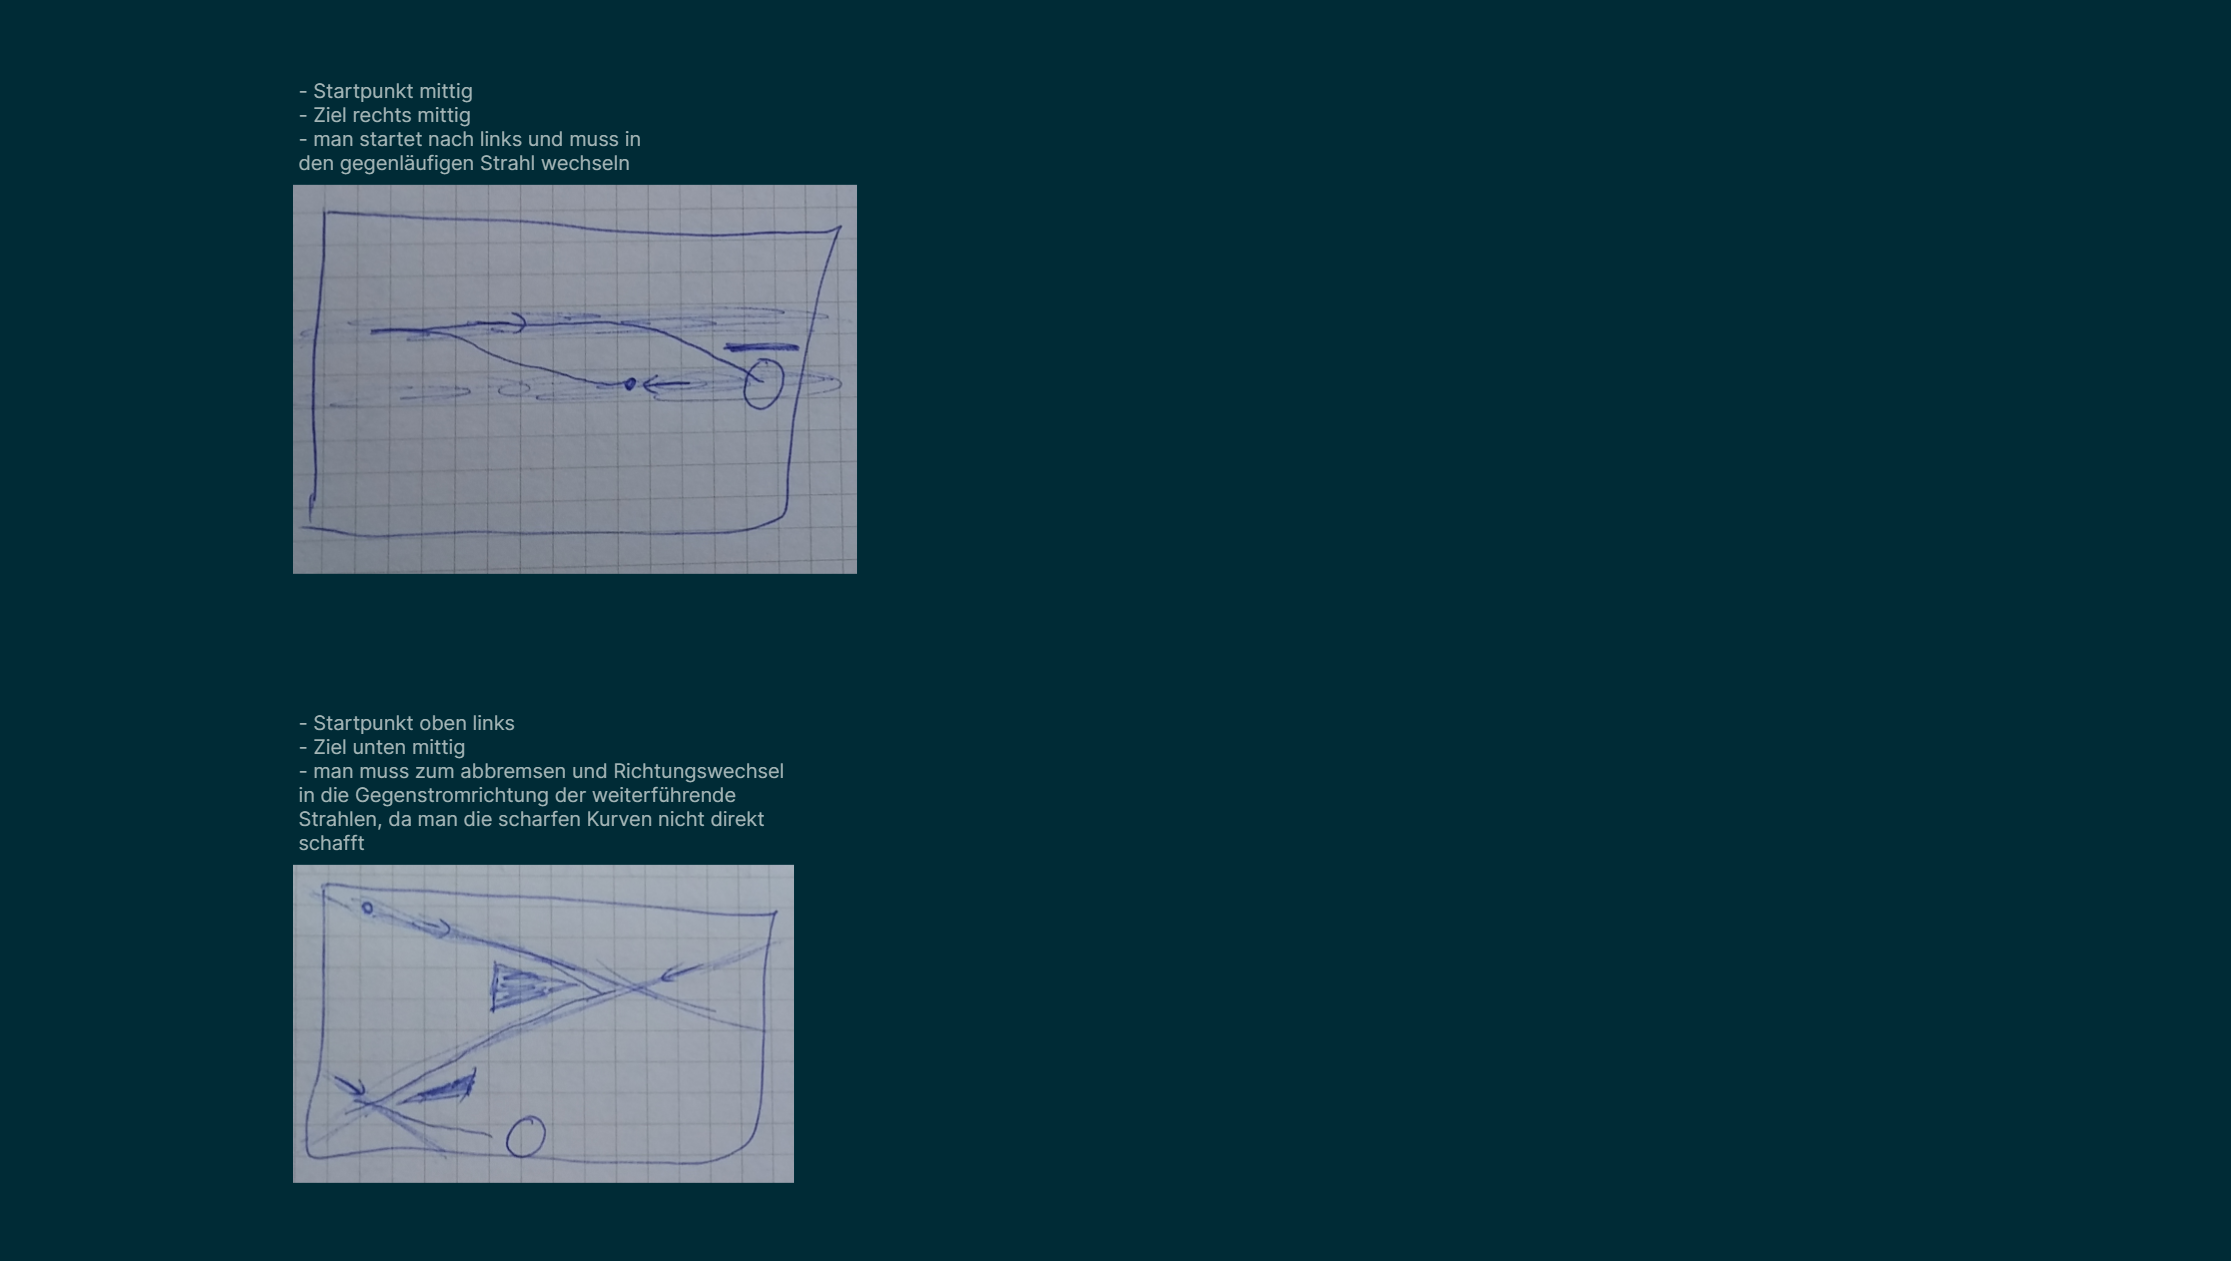 - Startpunkt mittig
- Ziel rechts mittig
- man startet nach links und muss in
den gegenläufigen Strahl wechseln
- Startpunkt oben links
- Ziel unten mittig
- man muss zum abbremsen und Richtungswechsel
in die Gegenstromrichtung der weiterführende
Strahlen, da man die scharfen Kurven nicht direkt
schafft